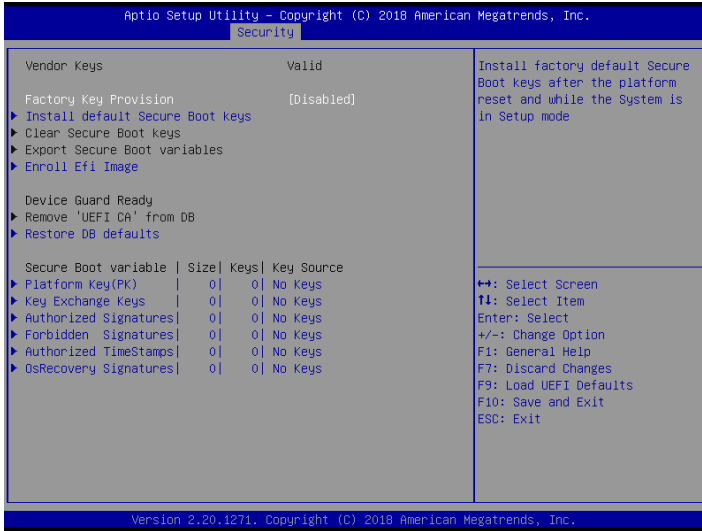 Aptio Setup Utility – Copyright (C) 2018 American Megatrends, Inc.
Security
Vendor Keys Valid
Factory Key Provision [Disabled]
▶ Install default Secure Boot keys
▶ Clear Secure Boot keys
▶ Export Secure Boot variables
▶ Enroll Efi Image
Device Guard Ready
▶ Remove 'UEFI CA' from DB
▶ Restore DB defaults
Secure Boot variable | Size| Keys| Key Source
▶ Platform Key(PK) | 0| 0| No Keys
▶ Key Exchange Keys | 0| 0| No Keys
▶ Authorized Signatures| 0| 0| No Keys
▶ Forbidden Signatures| 0| 0| No Keys
▶ Authorized TimeStamps| 0| 0| No Keys
▶ OsRecovery Signatures| 0| 0| No Keys
Install factory default Secure
Boot keys after the platform
reset and while the System is
in Setup mode
↔: Select Screen
↑↓: Select Item
Enter: Select
+/-: Change Option
F1: General Help
F7: Discard Changes
F9: Load UEFI Defaults
F10: Save and Exit
ESC: Exit
Version 2.20.1271. Copyright (C) 2018 American Megatrends, Inc.